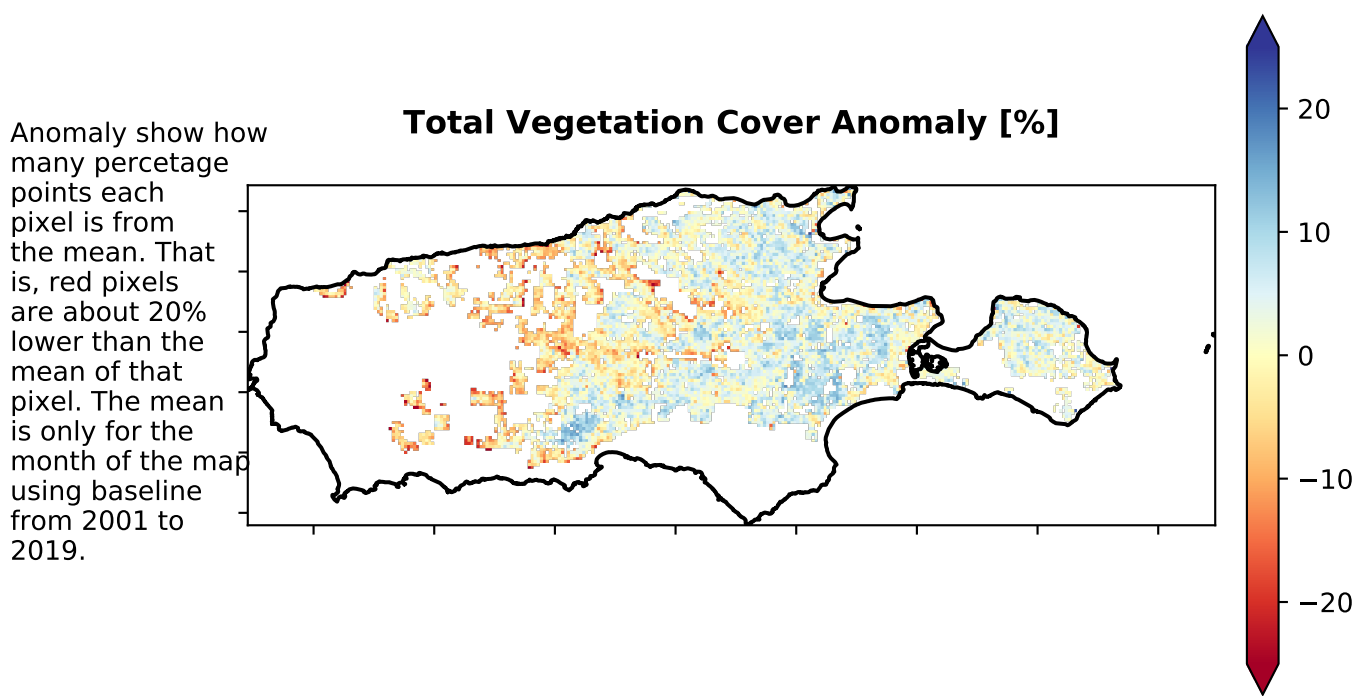 Total Vegetation Cover Anomaly [%]
Anomaly show how
many percetage
points each
pixel is from
the mean. That
is, red pixels
are about 20%
lower than the
mean of that
pixel. The mean
is only for the
month of the map
using baseline
from 2001 to
2019.
20
10
0
−10
−20